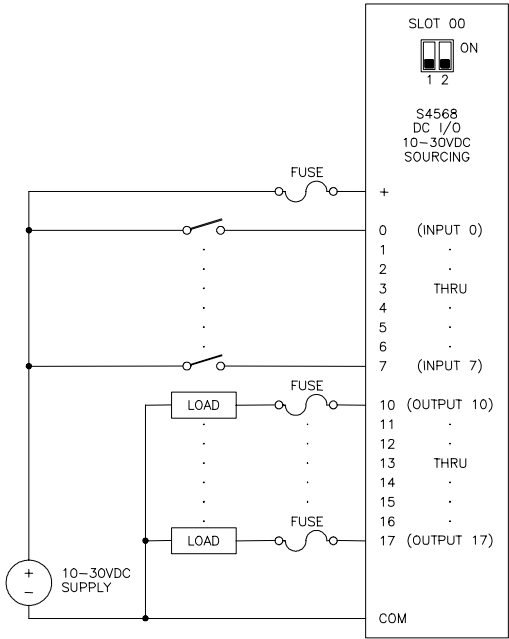 SLOT 00
ON
1 2
S4568
DC I/O
10-30VDC
SOURCING
FUSE
+
0 (INPUT 0)
1 .
2 .
3 THRU
4 .
5 .
6 .
7 (INPUT 7)
FUSE
LOAD
10 (OUTPUT 10)
11 .
12 .
13 THRU
14 .
15 .
16 .
FUSE
LOAD
17 (OUTPUT 17)
+
10-30VDC
SUPPLY
-
COM